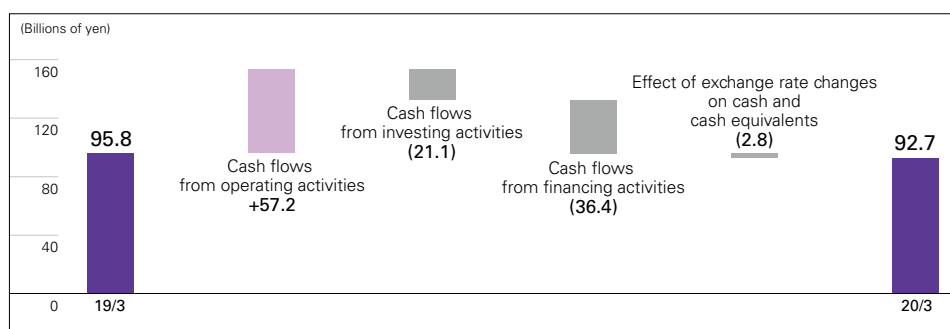 (Billions of yen)
160
120
80
40
0
95.8
19/3
Cash flows
from operating activities
+57.2
Cash flows
from investing activities
(21.1)
Cash flows
from financing activities
(36.4)
Effect of exchange rate changes
on cash and
cash equivalents
(2.8)
92.7
20/3